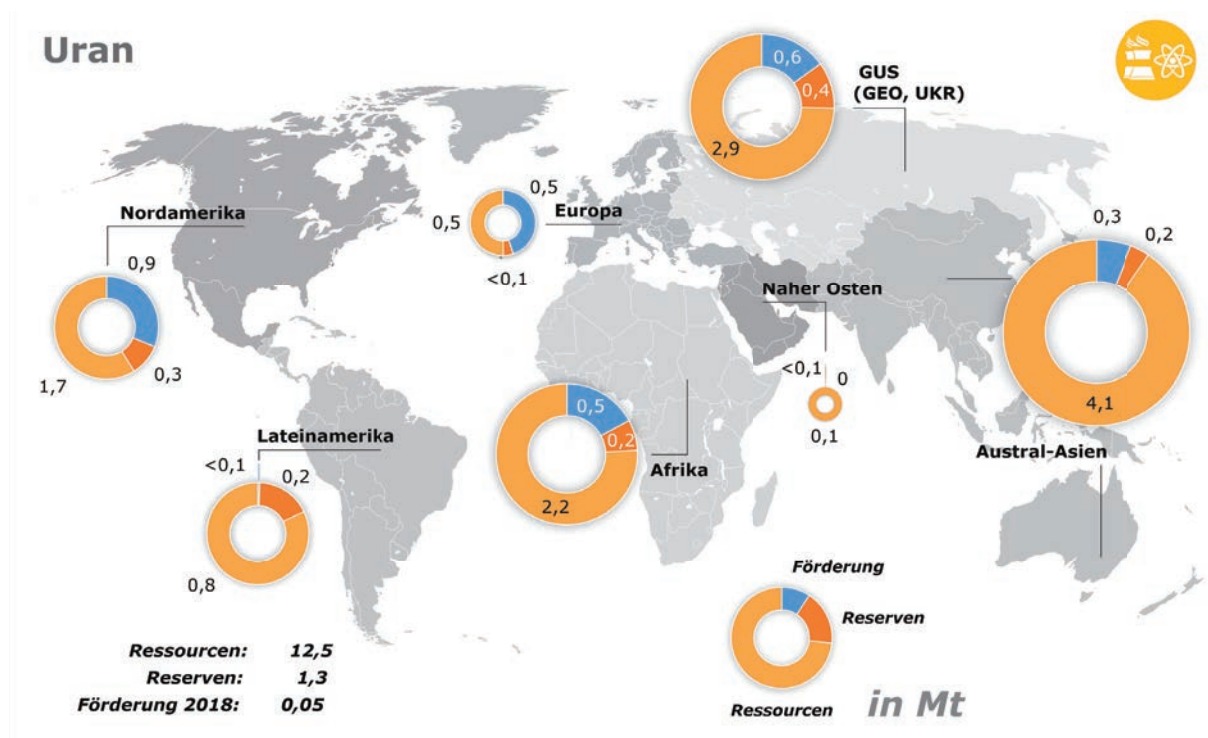 Uran
GUS
(GEO, UKR)
0,6
0,4
2,9
Nordamerika
0,9
0,3
1,7
Europa
0,5
0,5
<0,1
Naher Osten
<0,1
0
0,1
0,3
0,2
4,1
Austral-Asien
Lateinamerika
<0,1
0,2
0,8
Afrika
0,5
0,2
2,2
Förderung
Reserven
Ressourcen
in Mt
Ressourcen: 12,5
Reserven: 1,3
Förderung 2018: 0,05